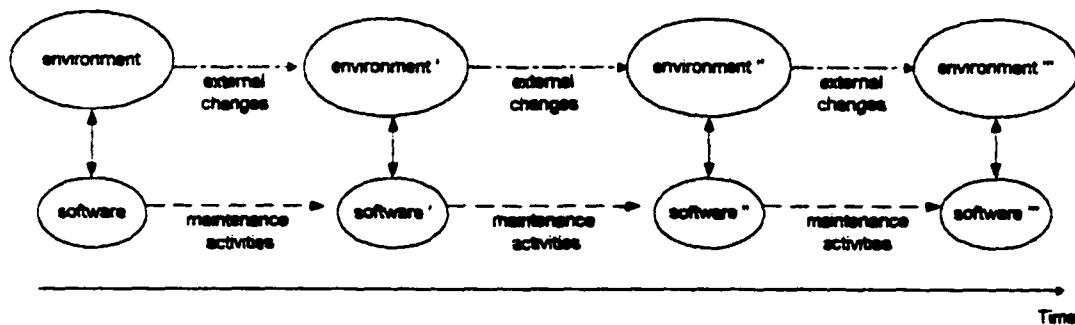 environment
environment '
environment ''
environment '''
external
changes
external
changes
external
changes
software
software '
software ''
software '''
maintenance
activities
maintenance
activities
maintenance
activities
Time